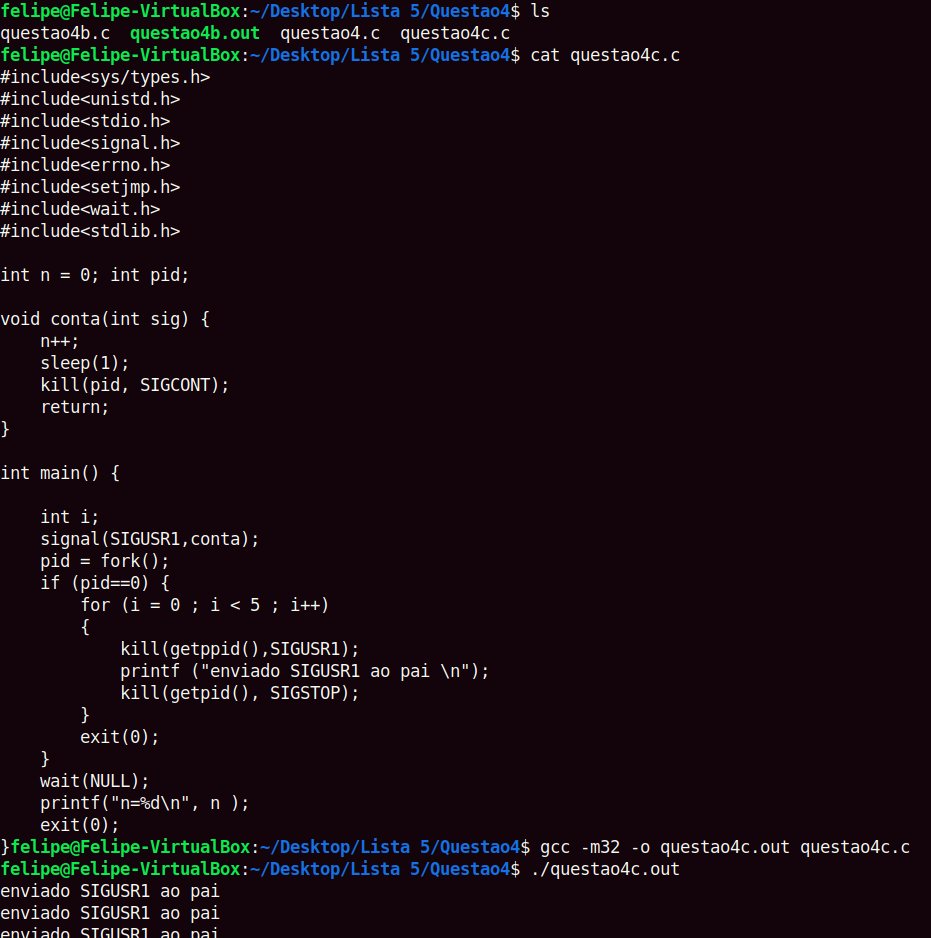 felipe@Felipe-VirtualBox:~/Desktop/Lista 5/Questao4$ ls
questao4b.c  questao4b.out  questao4.c  questao4c.c
felipe@Felipe-VirtualBox:~/Desktop/Lista 5/Questao4$ cat questao4c.c
#include<sys/types.h>
#include<unistd.h>
#include<stdio.h>
#include<signal.h>
#include<errno.h>
#include<setjmp.h>
#include<wait.h>
#include<stdlib.h>

int n = 0; int pid;

void conta(int sig) {
    n++;
    sleep(1);
    kill(pid, SIGCONT);
    return;
}

int main() {

    int i;
    signal(SIGUSR1,conta);
    pid = fork();
    if (pid==0) {
        for (i = 0 ; i < 5 ; i++)
        {
            kill(getppid(),SIGUSR1);
            printf ("enviado SIGUSR1 ao pai \n");
            kill(getpid(), SIGSTOP);
        }
        exit(0);
    }
    wait(NULL);
    printf("n=%d\n", n );
    exit(0);
}felipe@Felipe-VirtualBox:~/Desktop/Lista 5/Questao4$ gcc -m32 -o questao4c.out questao4c.c
felipe@Felipe-VirtualBox:~/Desktop/Lista 5/Questao4$ ./questao4c.out
enviado SIGUSR1 ao pai
enviado SIGUSR1 ao pai
enviado SIGUSR1 ao pai